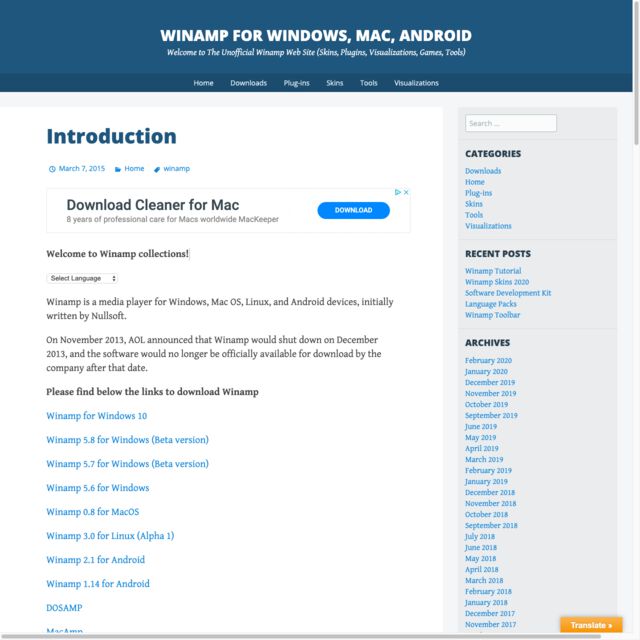 WINAMP FOR WINDOWS, MAC, ANDROID
Welcome to The Unofficial Winamp Web Site (Skins, Plugins, Visualizations, Games, Tools)
Home Downloads Plug-ins Skins Tools Visualizations
Introduction
March 7, 2015 Home winamp
Download Cleaner for Mac
8 years of professional care for Macs worldwide MacKeeper
DOWNLOAD
Welcome to Winamp collections!
Select Language
Winamp is a media player for Windows, Mac OS, Linux, and Android devices, initially
written by Nullsoft.
On November 2013, AOL announced that Winamp would shut down on December
2013, and the software would no longer be officially available for download by the
company after that date.
Please find below the links to download Winamp
Winamp for Windows 10
Winamp 5.8 for Windows (Beta version)
Winamp 5.7 for Windows (Beta version)
Winamp 5.6 for Windows
Winamp 0.8 for MacOS
Winamp 3.0 for Linux (Alpha 1)
Winamp 2.1 for Android
Winamp 1.14 for Android
DOSAMP
MacAmp
Search ...
CATEGORIES
Downloads
Home
Plug-ins
Skins
Tools
Visualizations
RECENT POSTS
Winamp Tutorial
Winamp Skins 2020
Software Development Kit
Language Packs
Winamp Toolbar
ARCHIVES
February 2020
January 2020
December 2019
November 2019
October 2019
September 2019
June 2019
May 2019
April 2019
March 2019
February 2019
January 2019
December 2018
November 2018
October 2018
September 2018
July 2018
June 2018
May 2018
April 2018
March 2018
February 2018
January 2018
December 2017
November 2017
Translate »